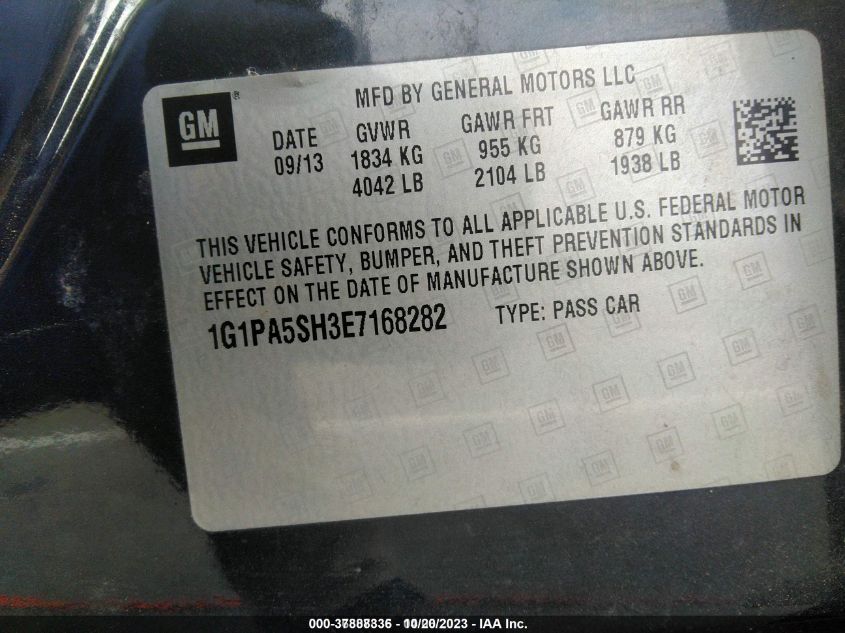 GM ®
MFD BY GENERAL MOTORS LLC
DATE GVWR GAWR FRT GAWR RR
09/13 1834 KG 955 KG 879 KG
4042 LB 2104 LB 1938 LB
THIS VEHICLE CONFORMS TO ALL APPLICABLE U.S. FEDERAL MOTOR
VEHICLE SAFETY, BUMPER, AND THEFT PREVENTION STANDARDS IN
EFFECT ON THE DATE OF MANUFACTURE SHOWN ABOVE.
1G1PA5SH3E7168282 TYPE: PASS CAR
- IAA Inc.